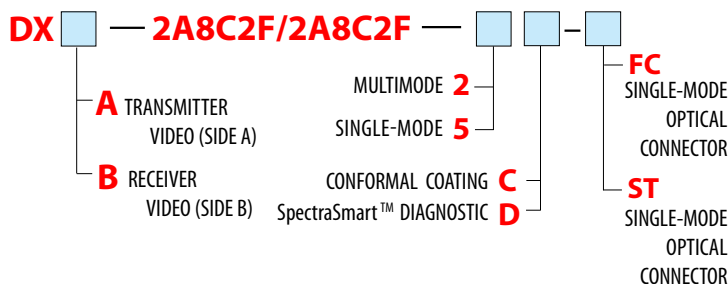 DX — 2A8C2F/2A8C2F — –
A TRANSMITTER
VIDEO (SIDE A)
B RECEIVER
VIDEO (SIDE B)
MULTIMODE 2
SINGLE-MODE 5
CONFORMAL COATING C
SpectraSmart™ DIAGNOSTIC D
FC
SINGLE-MODE
OPTICAL
CONNECTOR
ST
SINGLE-MODE
OPTICAL
CONNECTOR